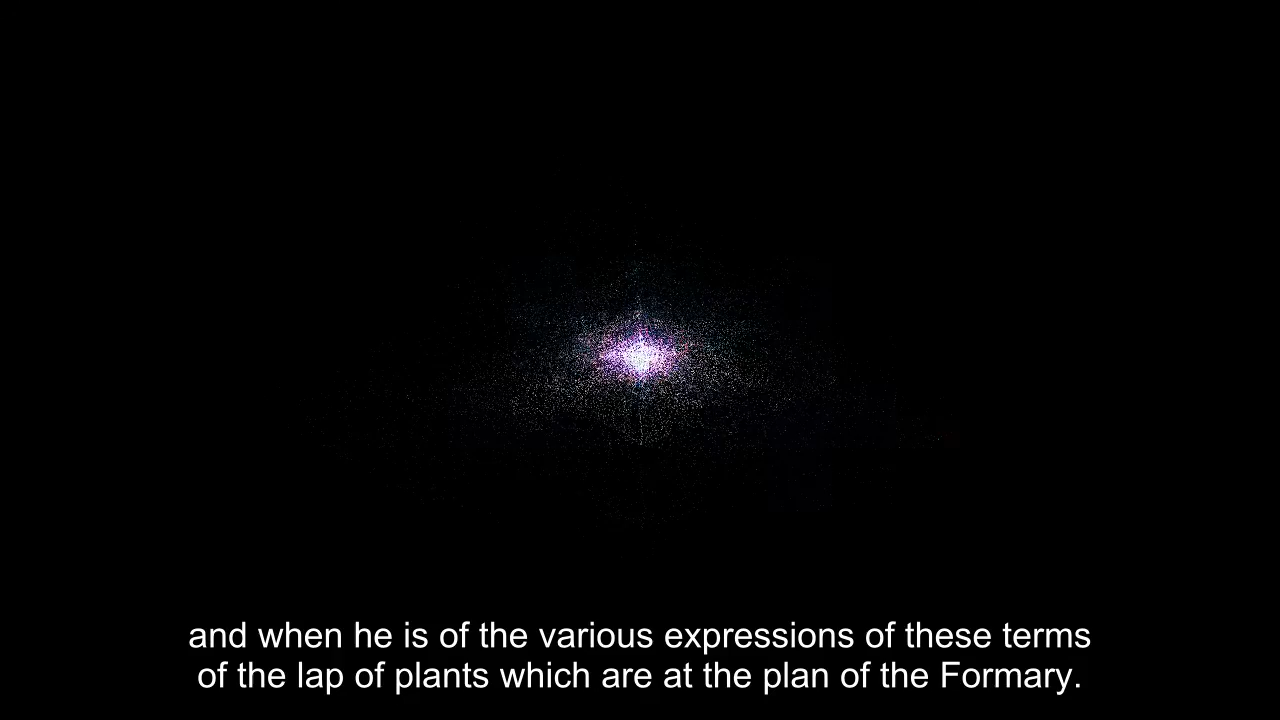 and when he is of the various expressions of these terms
of the lap of plants which are at the plan of the Formary.